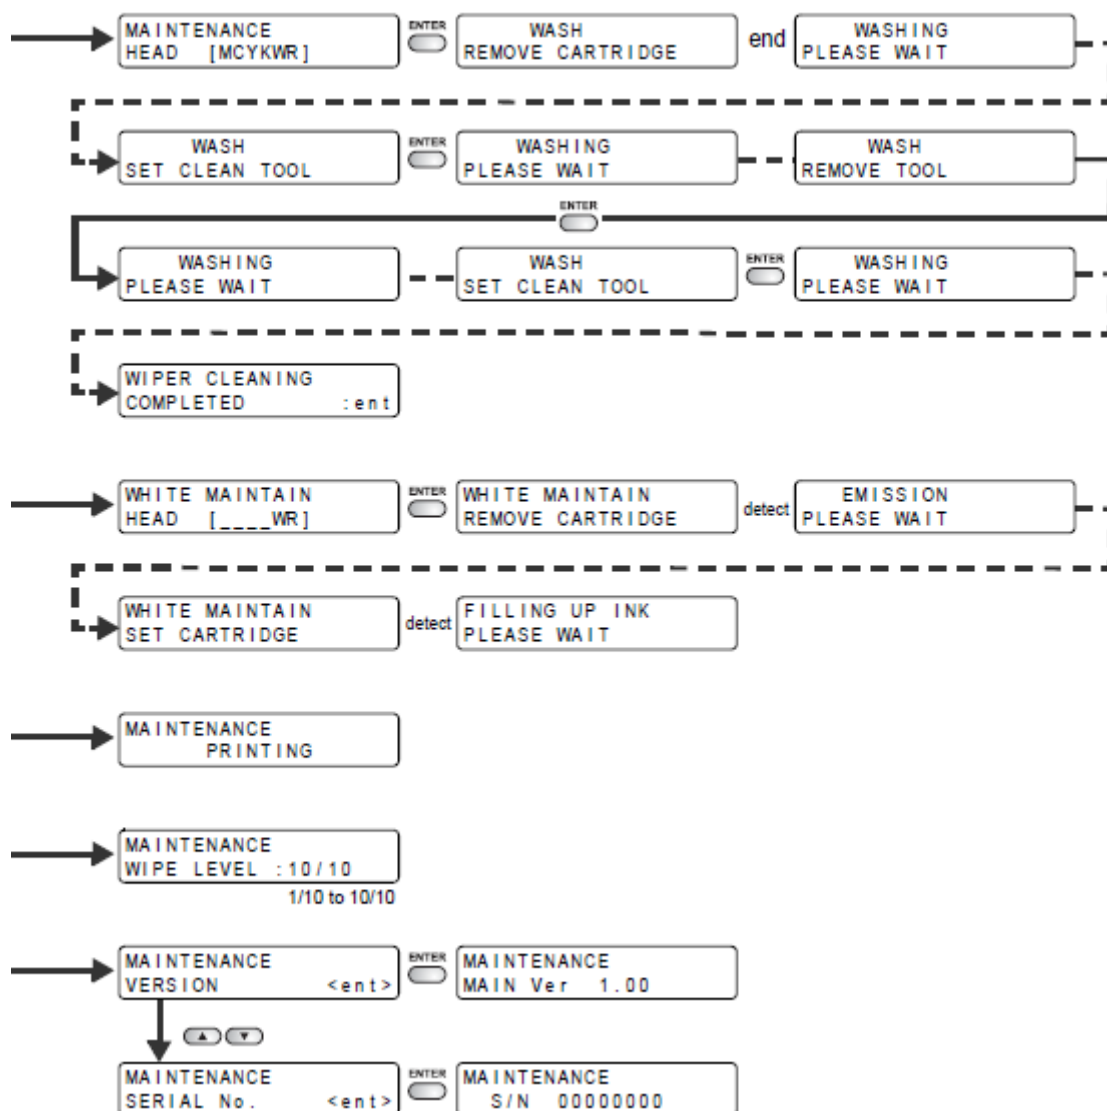 MAINTENANCE
HEAD [MCYKWR]
ENTER
WASH
REMOVE CARTRIDGE
end
WASHING
PLEASE WAIT
WASH
SET CLEAN TOOL
ENTER
WASHING
PLEASE WAIT
WASH
REMOVE TOOL
ENTER
WASHING
PLEASE WAIT
WASH
SET CLEAN TOOL
ENTER
WASHING
PLEASE WAIT
WIPER CLEANING
COMPLETED :ent
WHITE MAINTAIN
HEAD [____WR]
ENTER
WHITE MAINTAIN
REMOVE CARTRIDGE
detect
EMISSION
PLEASE WAIT
WHITE MAINTAIN
SET CARTRIDGE
detect
FILLING UP INK
PLEASE WAIT
MAINTENANCE
PRINTING
MAINTENANCE
WIPE LEVEL :10/10
1/10 to 10/10
MAINTENANCE
VERSION <ent>
ENTER
MAINTENANCE
MAIN Ver 1.00
MAINTENANCE
SERIAL No. <ent>
ENTER
MAINTENANCE
S/N 00000000